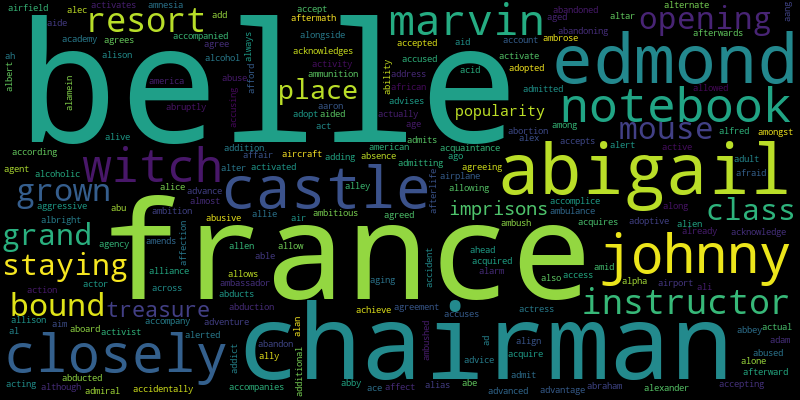 airfield alec activates amnesia add accept aftermath alongside always
resort marvin opening alternate abandoned aged altar aang
aide academy agrees accompanied agree acknowledges accepted aid account ambrose abandoning afterwards
belle edmond
ah alison alcohol afford activity ability accused activate adopted
albert alamein america abuse ammunition address acid admitted allowed
abruptly accusing place african advises actually notebook
aaron adopt aided act age popularity mouse
alive according addition admits abortion among alfred amongst
witch affair aircraft american acquaintance alex accepts alert active
agent alcoholic alter activated adding absence admitting ago agreeing abigail adult afraid
grown alice advance castle alley afterlife allowing airplane accomplice adoptive along
aggressive almost abu ambition abusive allie air ambitious agreed imprisons ambulance acquires class
albright affection france ambush alien already acknowledge
grand agency amends allen allow ahead also access amid johnny
staying alliance able aging accident acquired alarm
actor across allows ambassador alpha airport ali
action abducts abduction achieve agreement actress instructor
bound treasure adventure alan accuses ad align abbey actual
allison aim aboard activist accompany ambushed adam
al alerted abandon chairman advice acquire alone abused
closely addict ally additional afterward
acting abducted although admiral accidentally accompanies abby ace affect alias abe admit advanced advantage abraham alexander accepting